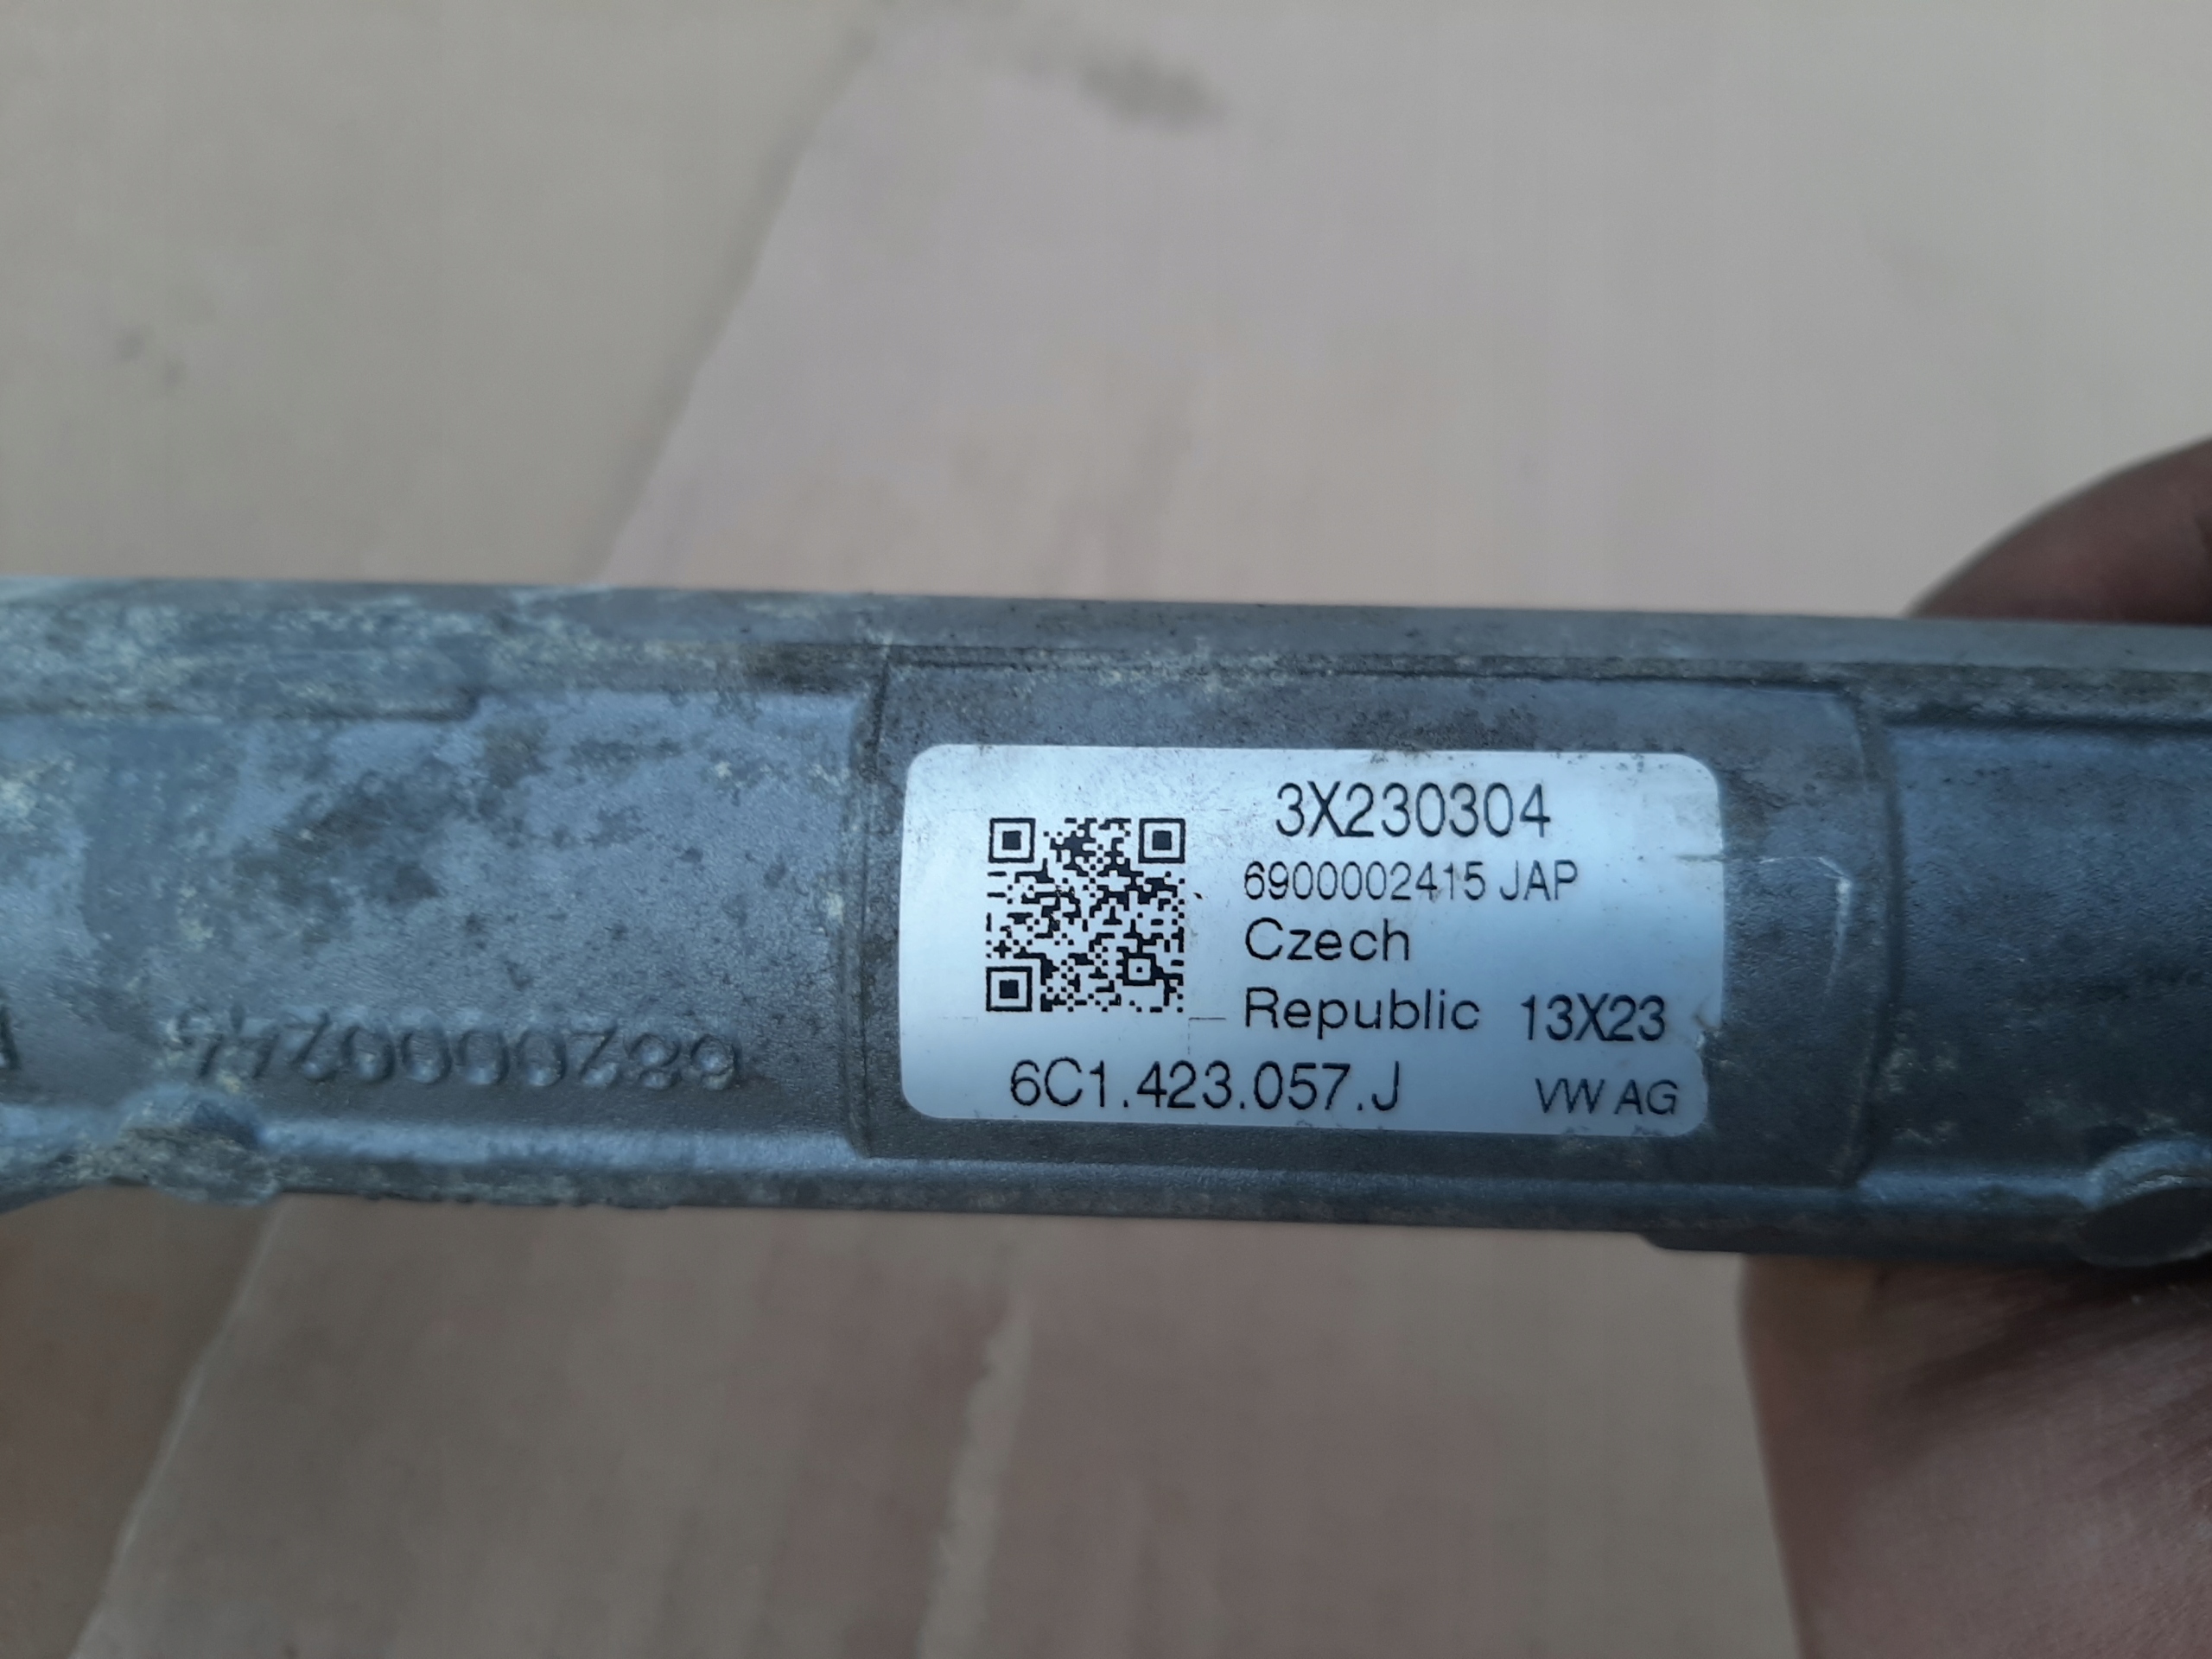 3X230304
6900002415 JAP
Czech
Republic 13X23
6C1.423.057.J VW AG